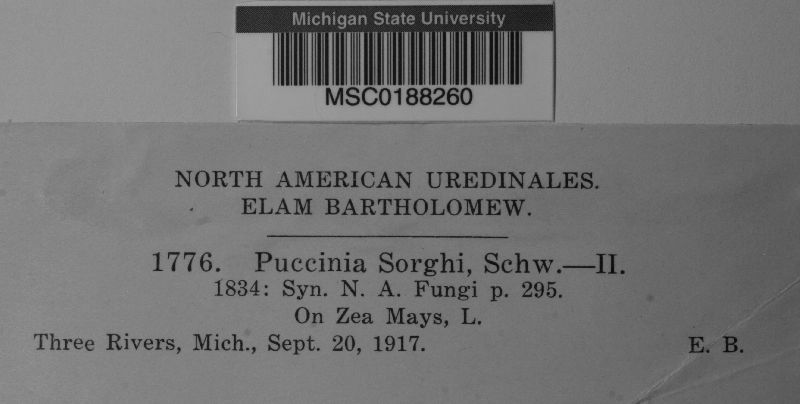 Michigan State University
MSC0188260
NORTH AMERICAN UREDINALES.
ELAM BARTHOLOMEW.
1776. Puccinia Sorghi, Schw.—II.
1834: Syn. N. A. Fungi p. 295.
On Zea Mays, L.
Three Rivers, Mich., Sept. 20, 1917. E. B.